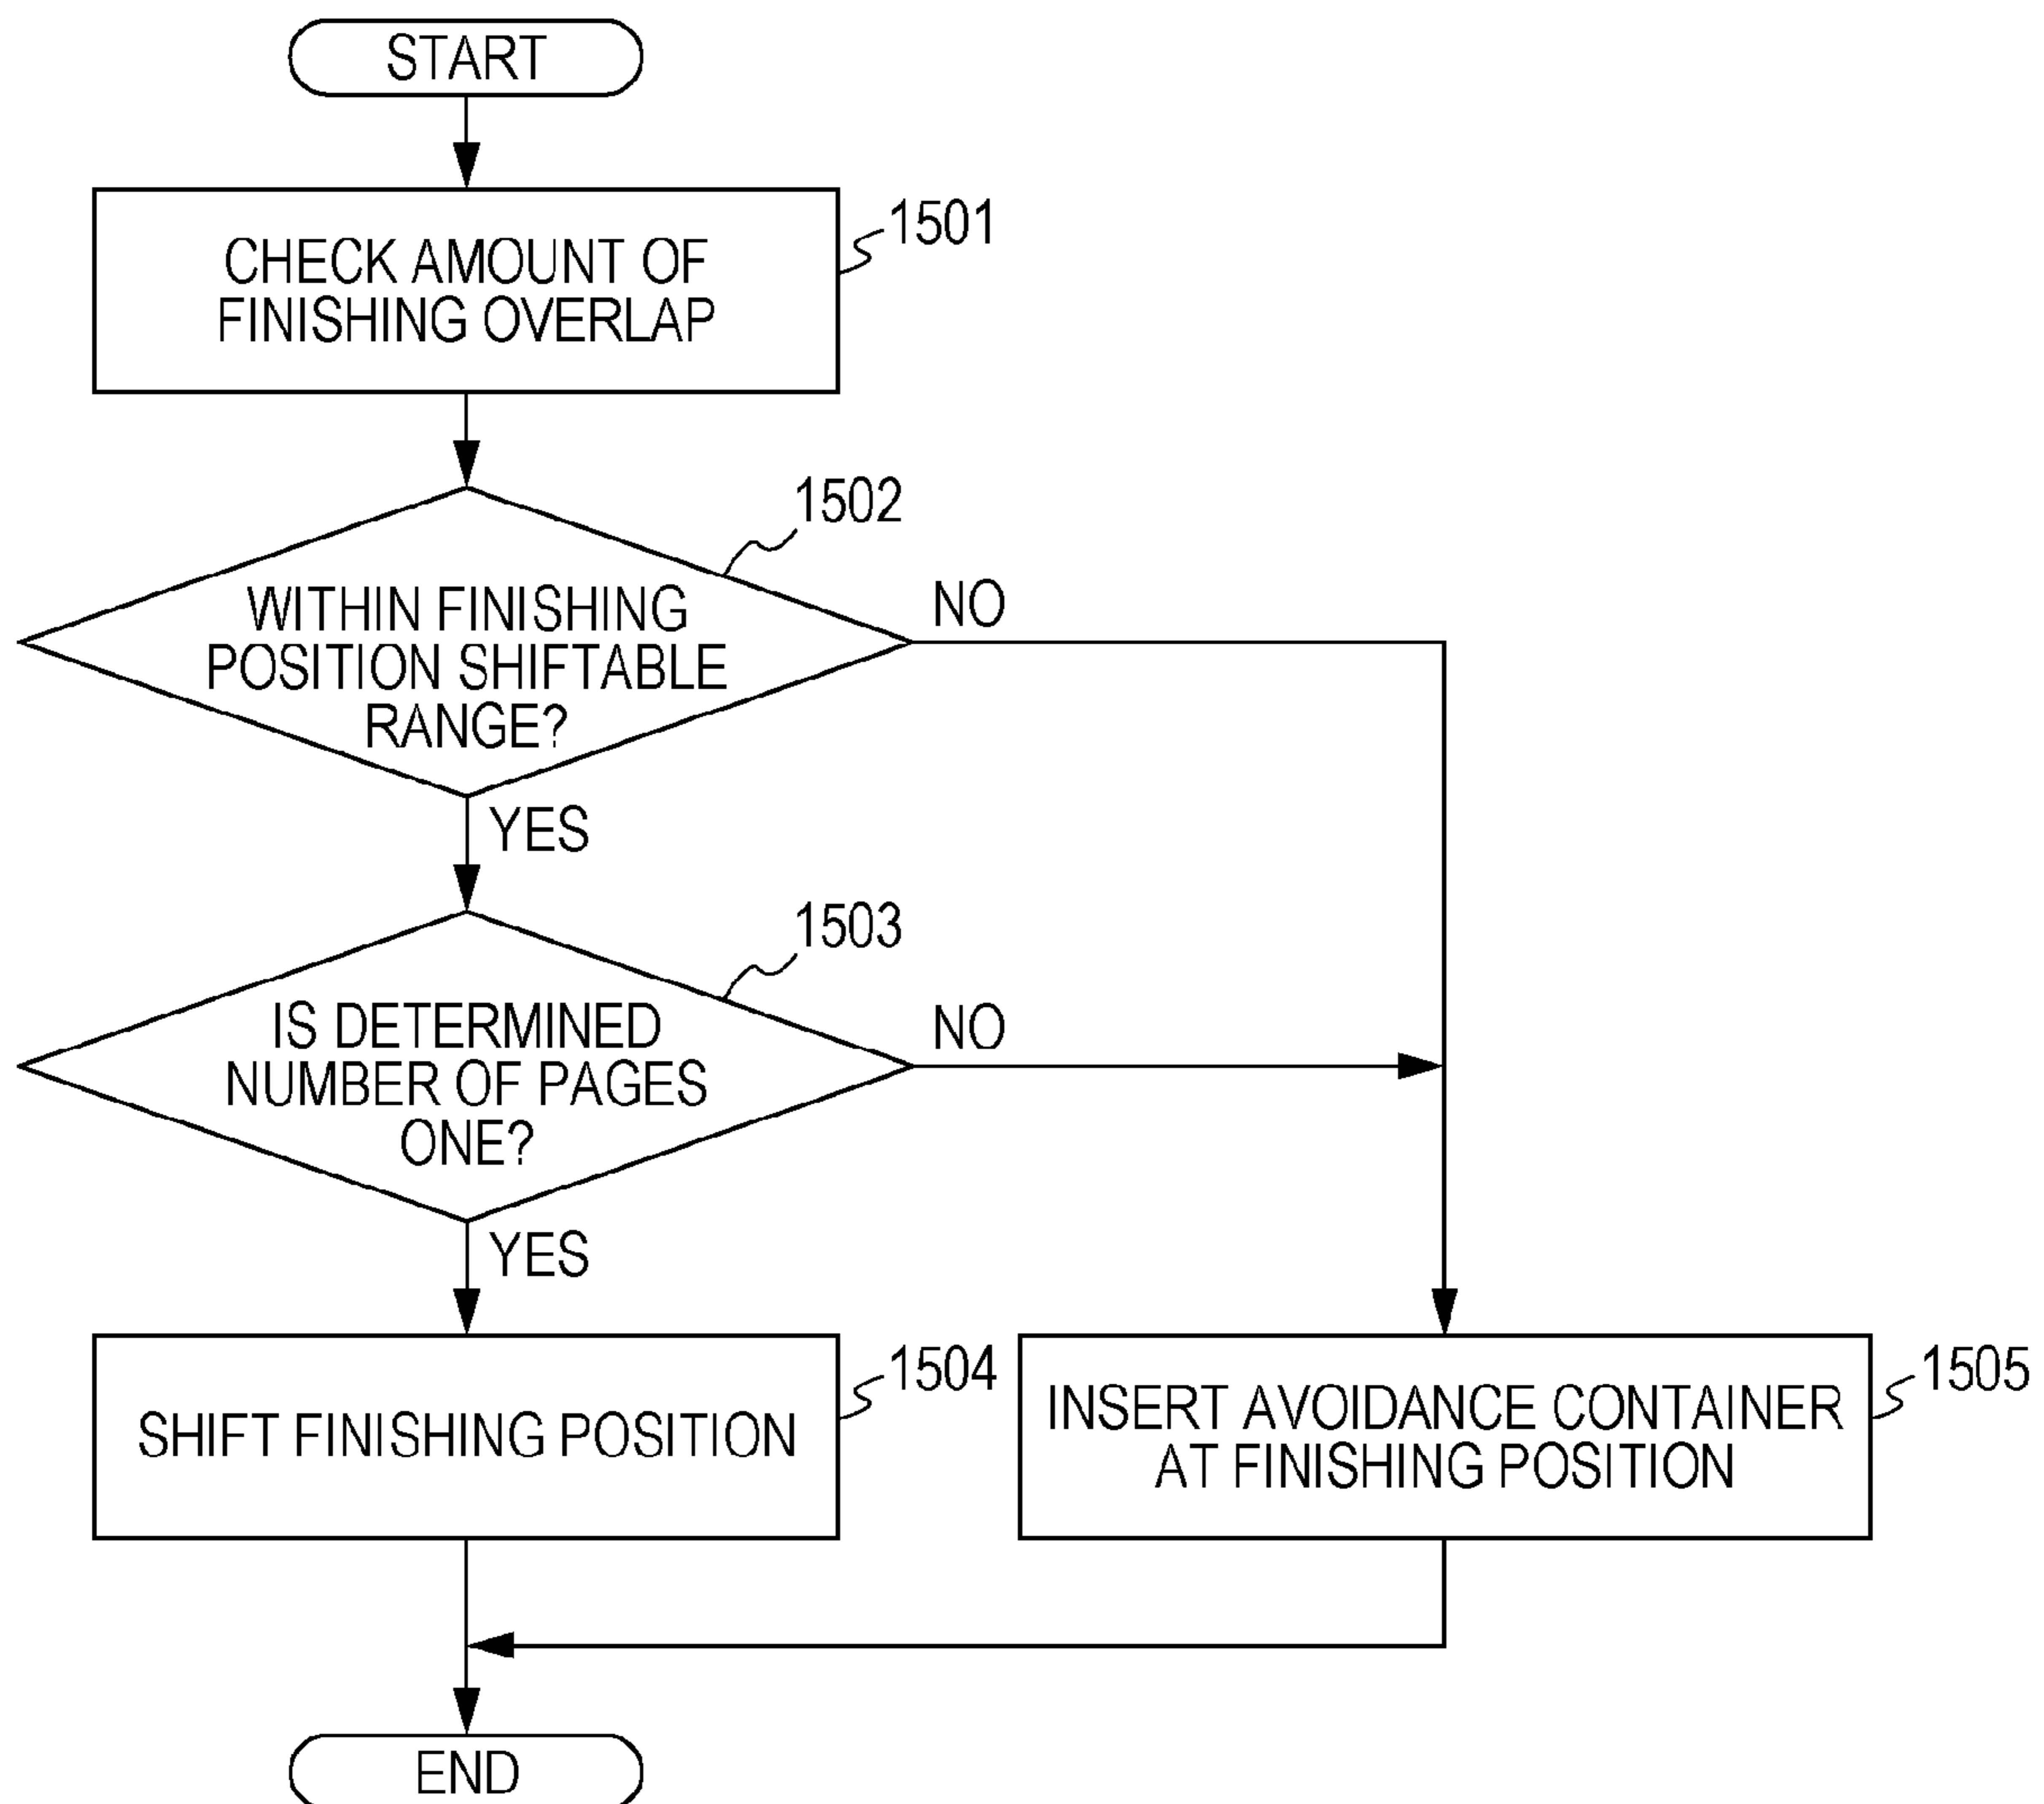 START
1501
CHECK AMOUNT OF
FINISHING OVERLAP
1502
WITHIN FINISHING
POSITION SHIFTABLE
RANGE?
NO
YES
1503
IS DETERMINED
NUMBER OF PAGES
ONE?
NO
YES
1504
SHIFT FINISHING POSITION
1505
INSERT AVOIDANCE CONTAINER
AT FINISHING POSITION
END